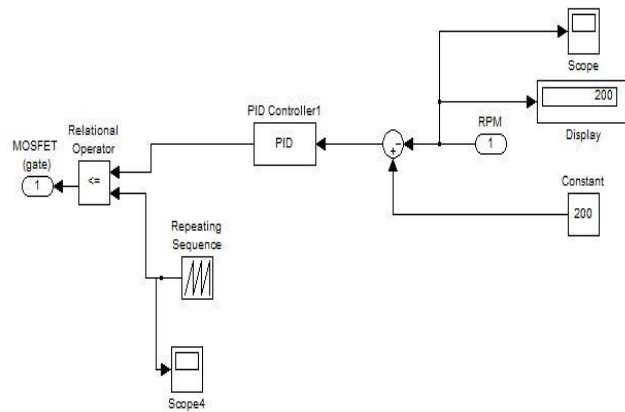 Scope
200
Display
RPM
1
PID Controller1
PID
Relational
Operator
<=
MOSFET
(gate)
1
−
+
Constant
200
Repeating
Sequence
Scope4